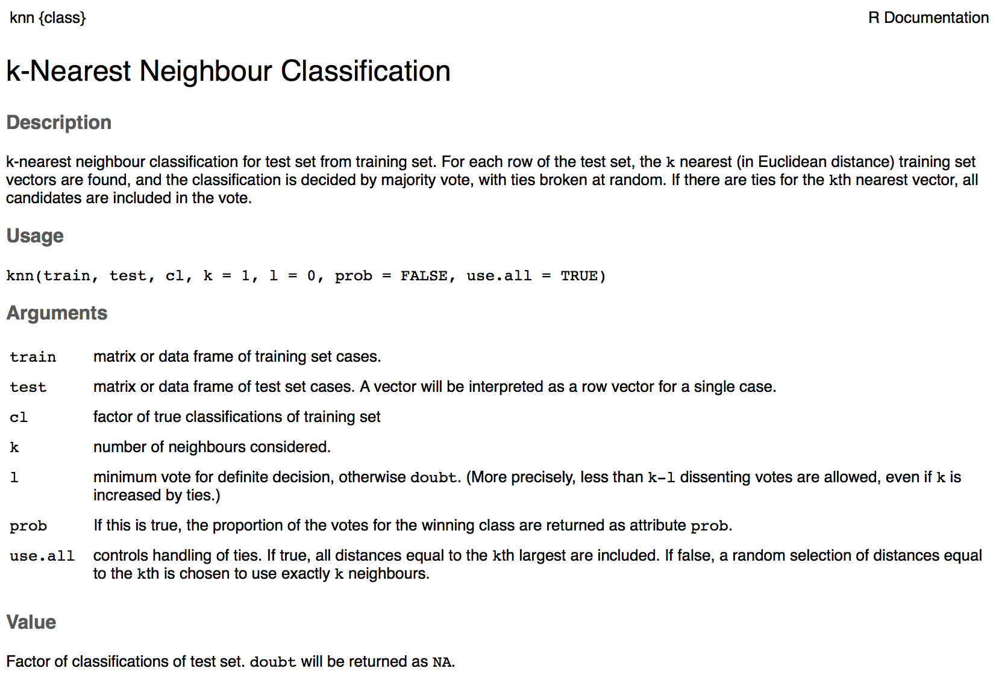 knn {class}
R Documentation
k-Nearest Neighbour Classification
Description
k-nearest neighbour classification for test set from training set. For each row of the test set, the k nearest (in Euclidean distance) training set
vectors are found, and the classification is decided by majority vote, with ties broken at random. If there are ties for the kth nearest vector, all
candidates are included in the vote.
Usage
knn(train, test, cl, k = 1, l = 0, prob = FALSE, use.all = TRUE)
Arguments
train matrix or data frame of training set cases.
test matrix or data frame of test set cases. A vector will be interpreted as a row vector for a single case.
cl factor of true classifications of training set
k number of neighbours considered.
l minimum vote for definite decision, otherwise doubt. (More precisely, less than k-l dissenting votes are allowed, even if k is
increased by ties.)
prob If this is true, the proportion of the votes for the winning class are returned as attribute prob.
use.all controls handling of ties. If true, all distances equal to the kth largest are included. If false, a random selection of distances equal
to the kth is chosen to use exactly k neighbours.
Value
Factor of classifications of test set. doubt will be returned as NA.